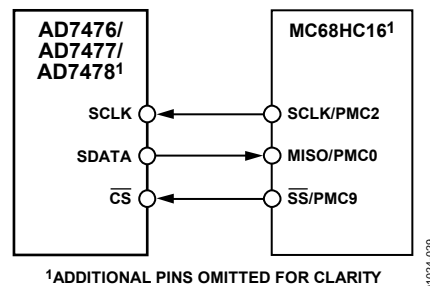 AD7476/
AD7477/
AD7478¹
MC68HC16¹
SCLK
SCLK/PMC2
SDATA
MISO/PMC0
CS
SS/PMC9
¹ADDITIONAL PINS OMITTED FOR CLARITY